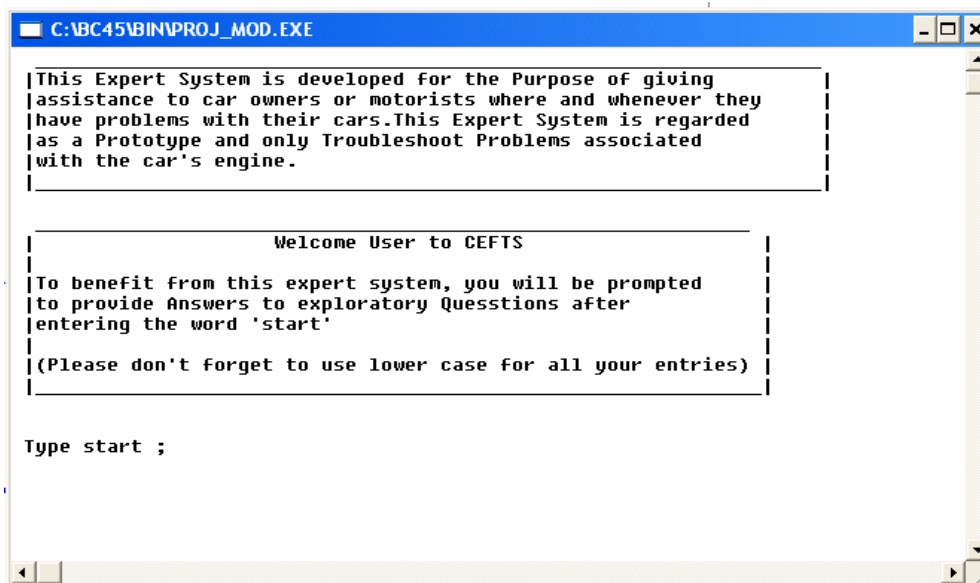 C:\BC45\BIN\PROJ_MOD.EXE
This Expert System is developed for the Purpose of giving
assistance to car owners or motorists where and whenever they
have problems with their cars.This Expert System is regarded
as a Prototype and only Troubleshoot Problems associated
with the car's engine.
Welcome User to CEFTS
To benefit from this expert system, you will be prompted
to provide Answers to exploratory Quesstions after
entering the word 'start'
(Please don't forget to use lower case for all your entries)
Type start ;